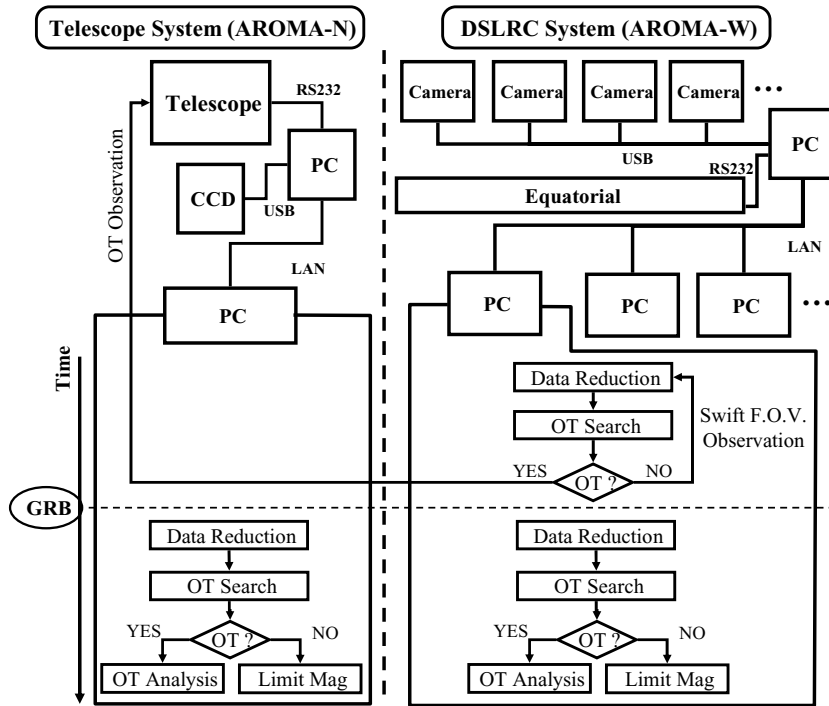 Telescope System (AROMA-N)
DSLRC System (AROMA-W)
Telescope
RS232
PC
CCD
USB
OT Observation
LAN
PC
Camera
Camera
Camera
Camera
...
PC
USB
RS232
Equatorial
LAN
PC
PC
PC
...
Time
Data Reduction
OT Search
OT ?
YES
NO
Swift F.O.V.
Observation
GRB
Data Reduction
OT Search
OT ?
YES
NO
OT Analysis
Limit Mag
Data Reduction
OT Search
OT ?
YES
NO
OT Analysis
Limit Mag